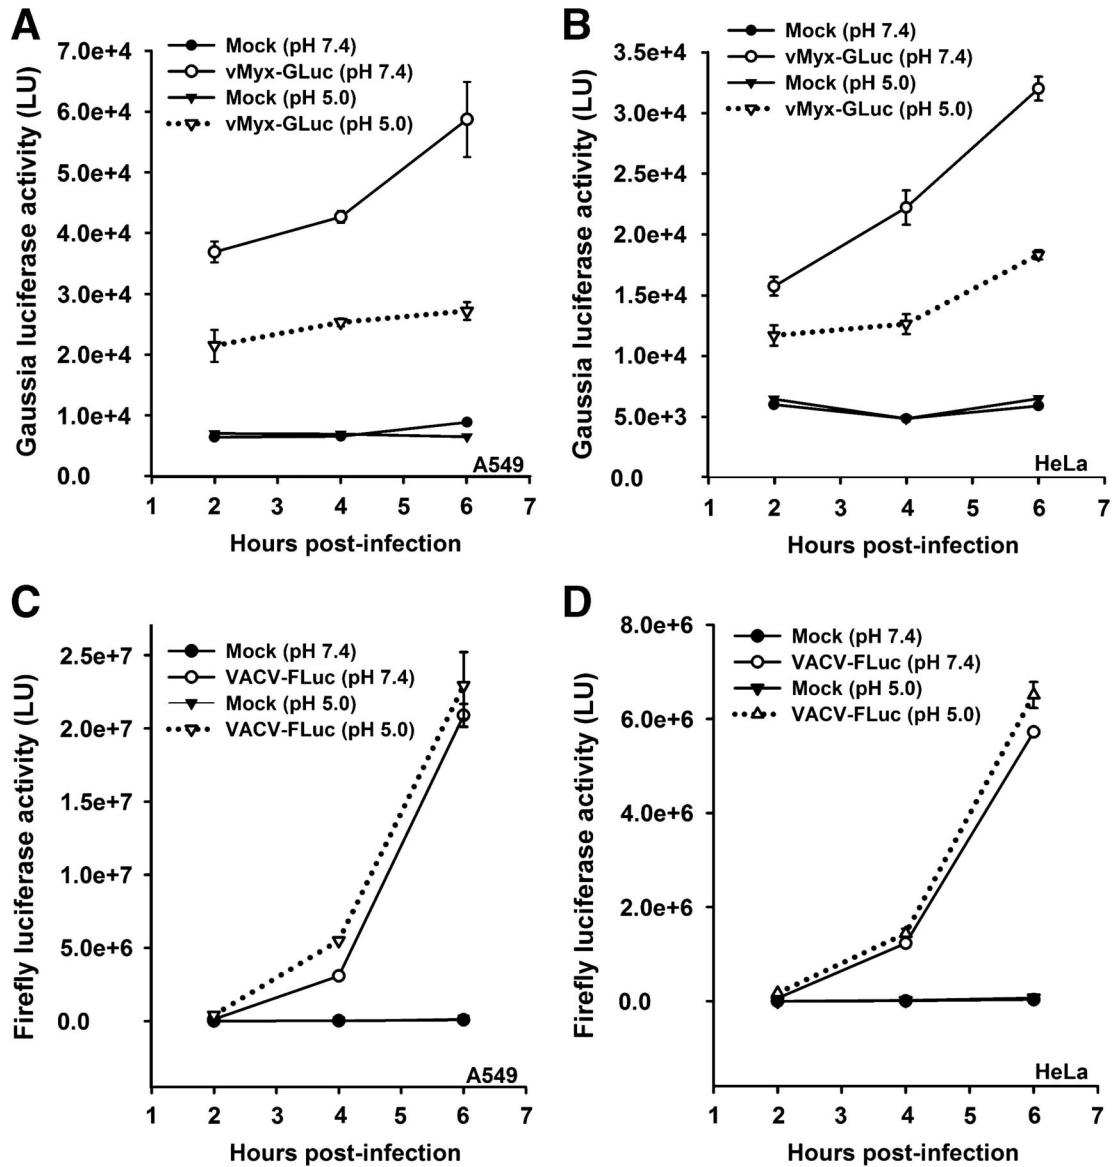 A
Mock (pH 7.4)
vMyx-GLuc (pH 7.4)
Mock (pH 5.0)
vMyx-GLuc (pH 5.0)
Gaussia luciferase activity (LU)
7.0e+4
6.0e+4
5.0e+4
4.0e+4
3.0e+4
2.0e+4
1.0e+4
0.0
A549
1 2 3 4 5 6 7
Hours post-infection
B
Mock (pH 7.4)
vMyx-GLuc (pH 7.4)
Mock (pH 5.0)
vMyx-GLuc (pH 5.0)
Gaussia luciferase activity (LU)
3.5e+4
3.0e+4
2.5e+4
2.0e+4
1.5e+4
1.0e+4
5.0e+3
0.0
HeLa
1 2 3 4 5 6 7
Hours post-infection
C
Mock (pH 7.4)
VACV-FLuc (pH 7.4)
Mock (pH 5.0)
VACV-FLuc (pH 5.0)
Firefly luciferase activity (LU)
2.5e+7
2.0e+7
1.5e+7
1.0e+7
5.0e+6
0.0
A549
1 2 3 4 5 6 7
Hours post-infection
D
Mock (pH 7.4)
VACV-FLuc (pH 7.4)
Mock (pH 5.0)
VACV-FLuc (pH 5.0)
Firefly luciferase activity (LU)
8.0e+6
6.0e+6
4.0e+6
2.0e+6
0.0
HeLa
1 2 3 4 5 6 7
Hours post-infection